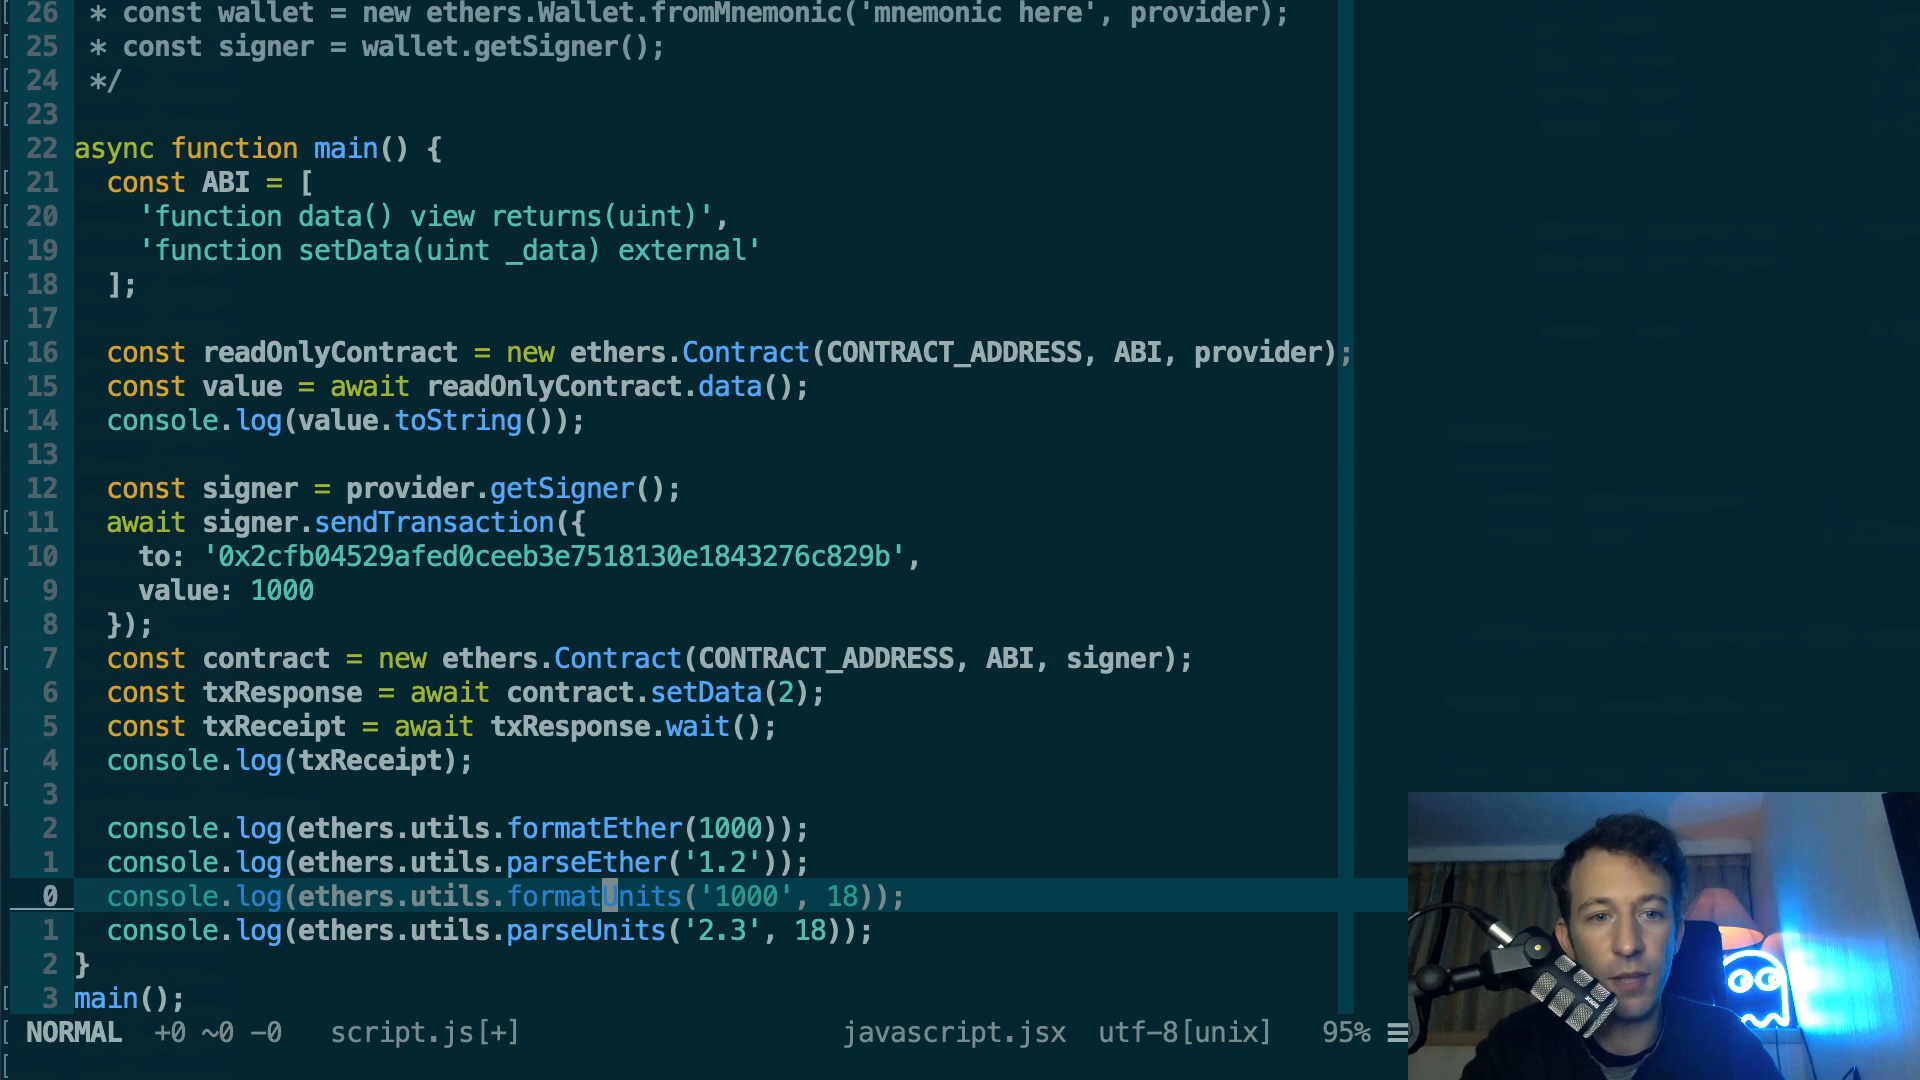 26 * const wallet = new ethers.Wallet.fromMnemonic('mnemonic here', provider);
25 * const signer = wallet.getSigner();
24 */
23
22 async function main() {
21 const ABI = [
20 'function data() view returns(uint)',
19 'function setData(uint _data) external'
18 ];
17
16 const readOnlyContract = new ethers.Contract(CONTRACT_ADDRESS, ABI, provider);
15 const value = await readOnlyContract.data();
14 console.log(value.toString());
13
12 const signer = provider.getSigner();
11 await signer.sendTransaction({
10 to: '0x2cfb04529afed0ceeb3e7518130e1843276c829b',
9 value: 1000
8 });
7 const contract = new ethers.Contract(CONTRACT_ADDRESS, ABI, signer);
6 const txResponse = await contract.setData(2);
5 const txReceipt = await txResponse.wait();
4 console.log(txReceipt);
3
2 console.log(ethers.utils.formatEther(1000));
1 console.log(ethers.utils.parseEther('1.2'));
0 console.log(ethers.utils.formatUnits('1000', 18));
1 console.log(ethers.utils.parseUnits('2.3', 18));
2 }
3 main();
NORMAL +0 ~0 -0 script.js[+] javascript.jsx utf-8[unix] 95% ☰